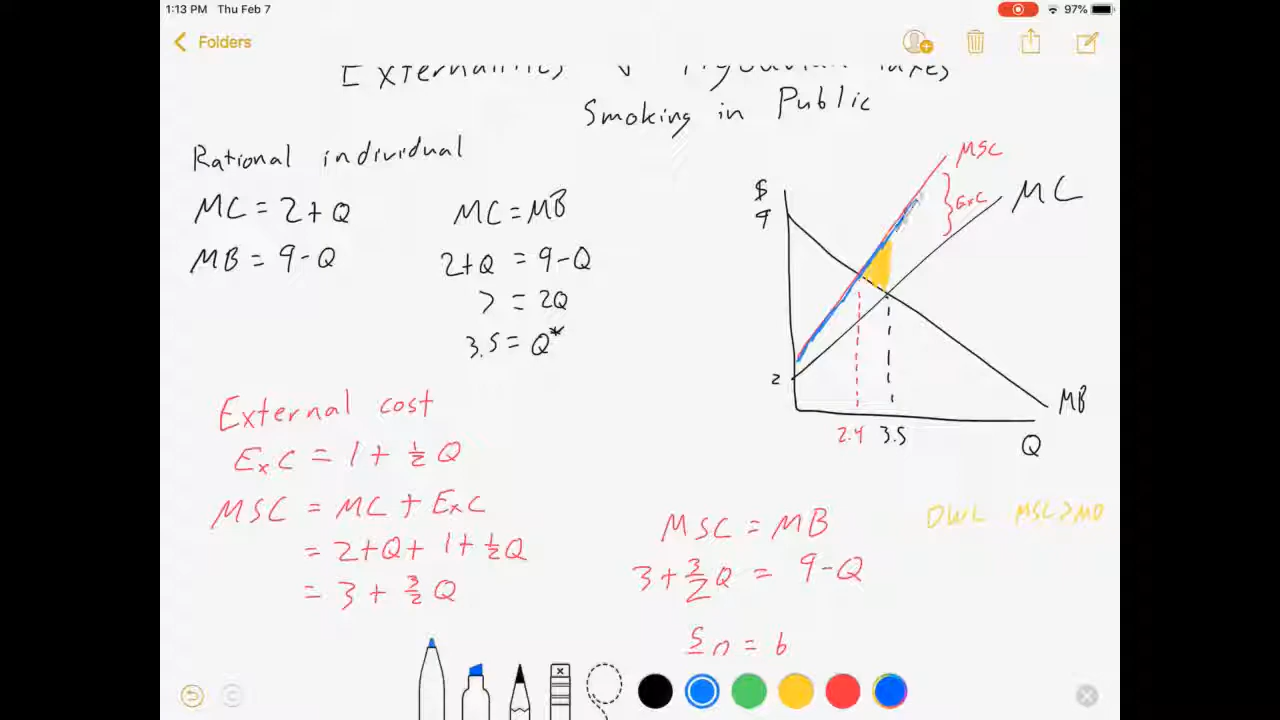 1:13 PM Thu Feb 7
97%
Folders
Smoking in Public
Rational individual
MC = 2+Q
MB = 9-Q
MC = MB
2+Q = 9-Q
7 = 2Q
3.5 = Q*
$
9
2
MSC
ExC
MC
MB
2.4
3.5
Q
External cost
ExC = 1 + ½ Q
MSC = MC + ExC
= 2+Q+ 1+½Q
= 3 + 3/2 Q
MSC = MB
3+3/2Q = 9-Q
= 6
DWL MSC>MB